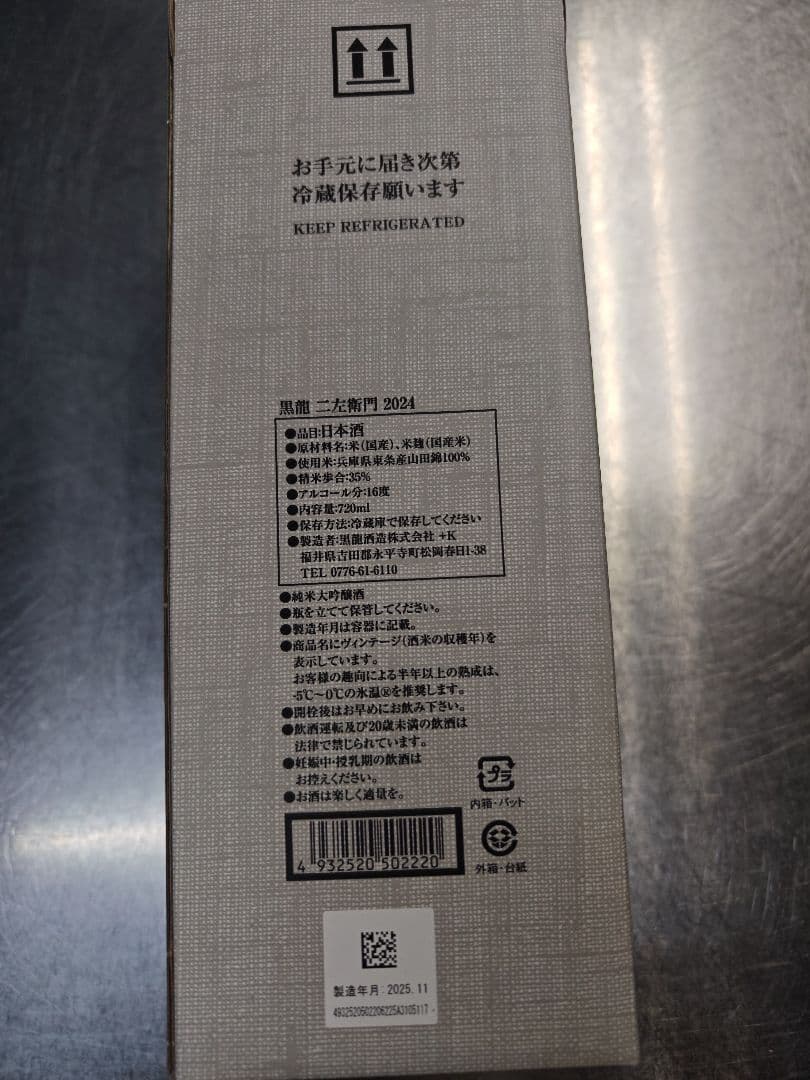 お手元に届き次第
冷蔵保存願います
KEEP REFRIGERATED
黒龍 二左衛門 2024
●品目:日本酒
●原材料名:米(国産)、米麹(国産米)
●使用米:兵庫県東条産山田錦100%
●精米歩合:35%
●アルコール分:16度
●内容量:720ml
●保存方法:冷蔵庫で保存してください
●製造者:黒龍酒造株式会社 +K
福井県吉田郡永平寺町松岡春日1-38
TEL 0776-61-6110
●純米大吟醸酒
●瓶を立てて保管してください。
●製造年月は容器に記載。
●商品名にヴィンテージ(酒米の収穫年)を
表示しています。
お客様の趣向による半年以上の熟成は、
-5℃~0℃の氷温®を推奨します。
●開栓後はお早めにお飲み下さい。
●飲酒運転及び20歳未満の飲酒は
法律で禁じられています。
●妊娠中・授乳期の飲酒は
お控えください。
●お酒は楽しく適量を。
プラ
内箱・パット
外箱・台紙
4 932520 502220
製造年月:2025.11
4932520502206225A3105117-